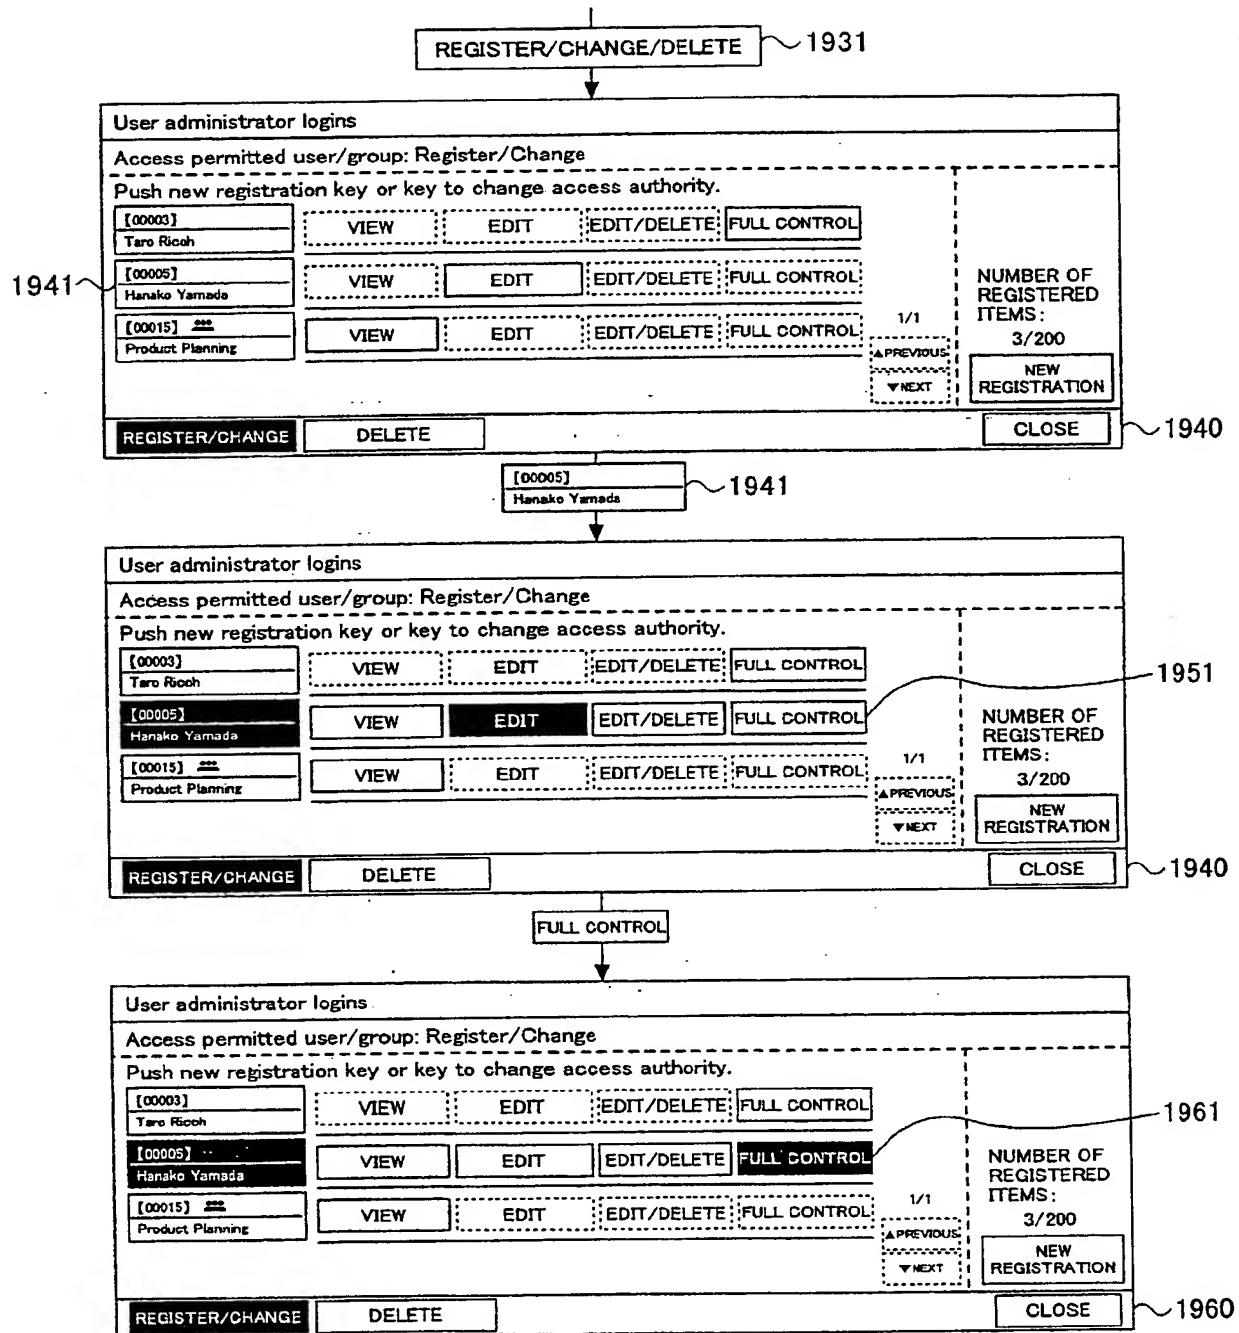 REGISTER/CHANGE/DELETE 1931
User administrator logins
Access permitted user/group: Register/Change
Push new registration key or key to change access authority.
[00003]
Taro Ricoh
VIEW EDIT EDIT/DELETE FULL CONTROL
1941
[00005]
Hanako Yamada
VIEW EDIT EDIT/DELETE FULL CONTROL
[00015]
Product Planning
VIEW EDIT EDIT/DELETE FULL CONTROL
1/1
▲PREVIOUS
▼NEXT
NUMBER OF
REGISTERED
ITEMS:
3/200
NEW
REGISTRATION
REGISTER/CHANGE DELETE CLOSE 1940
[00005]
Hanako Yamada
1941
User administrator logins
Access permitted user/group: Register/Change
Push new registration key or key to change access authority.
[00003]
Taro Ricoh
VIEW EDIT EDIT/DELETE FULL CONTROL
1951
[00005]
Hanako Yamada
VIEW EDIT EDIT/DELETE FULL CONTROL
[00015]
Product Planning
VIEW EDIT EDIT/DELETE FULL CONTROL
1/1
▲PREVIOUS
▼NEXT
NUMBER OF
REGISTERED
ITEMS:
3/200
NEW
REGISTRATION
REGISTER/CHANGE DELETE CLOSE 1940
FULL CONTROL
User administrator logins
Access permitted user/group: Register/Change
Push new registration key or key to change access authority.
[00003]
Taro Ricoh
VIEW EDIT EDIT/DELETE FULL CONTROL
1961
[00005]
Hanako Yamada
VIEW EDIT EDIT/DELETE FULL CONTROL
[00015]
Product Planning
VIEW EDIT EDIT/DELETE FULL CONTROL
1/1
▲PREVIOUS
▼NEXT
NUMBER OF
REGISTERED
ITEMS:
3/200
NEW
REGISTRATION
REGISTER/CHANGE DELETE CLOSE 1960